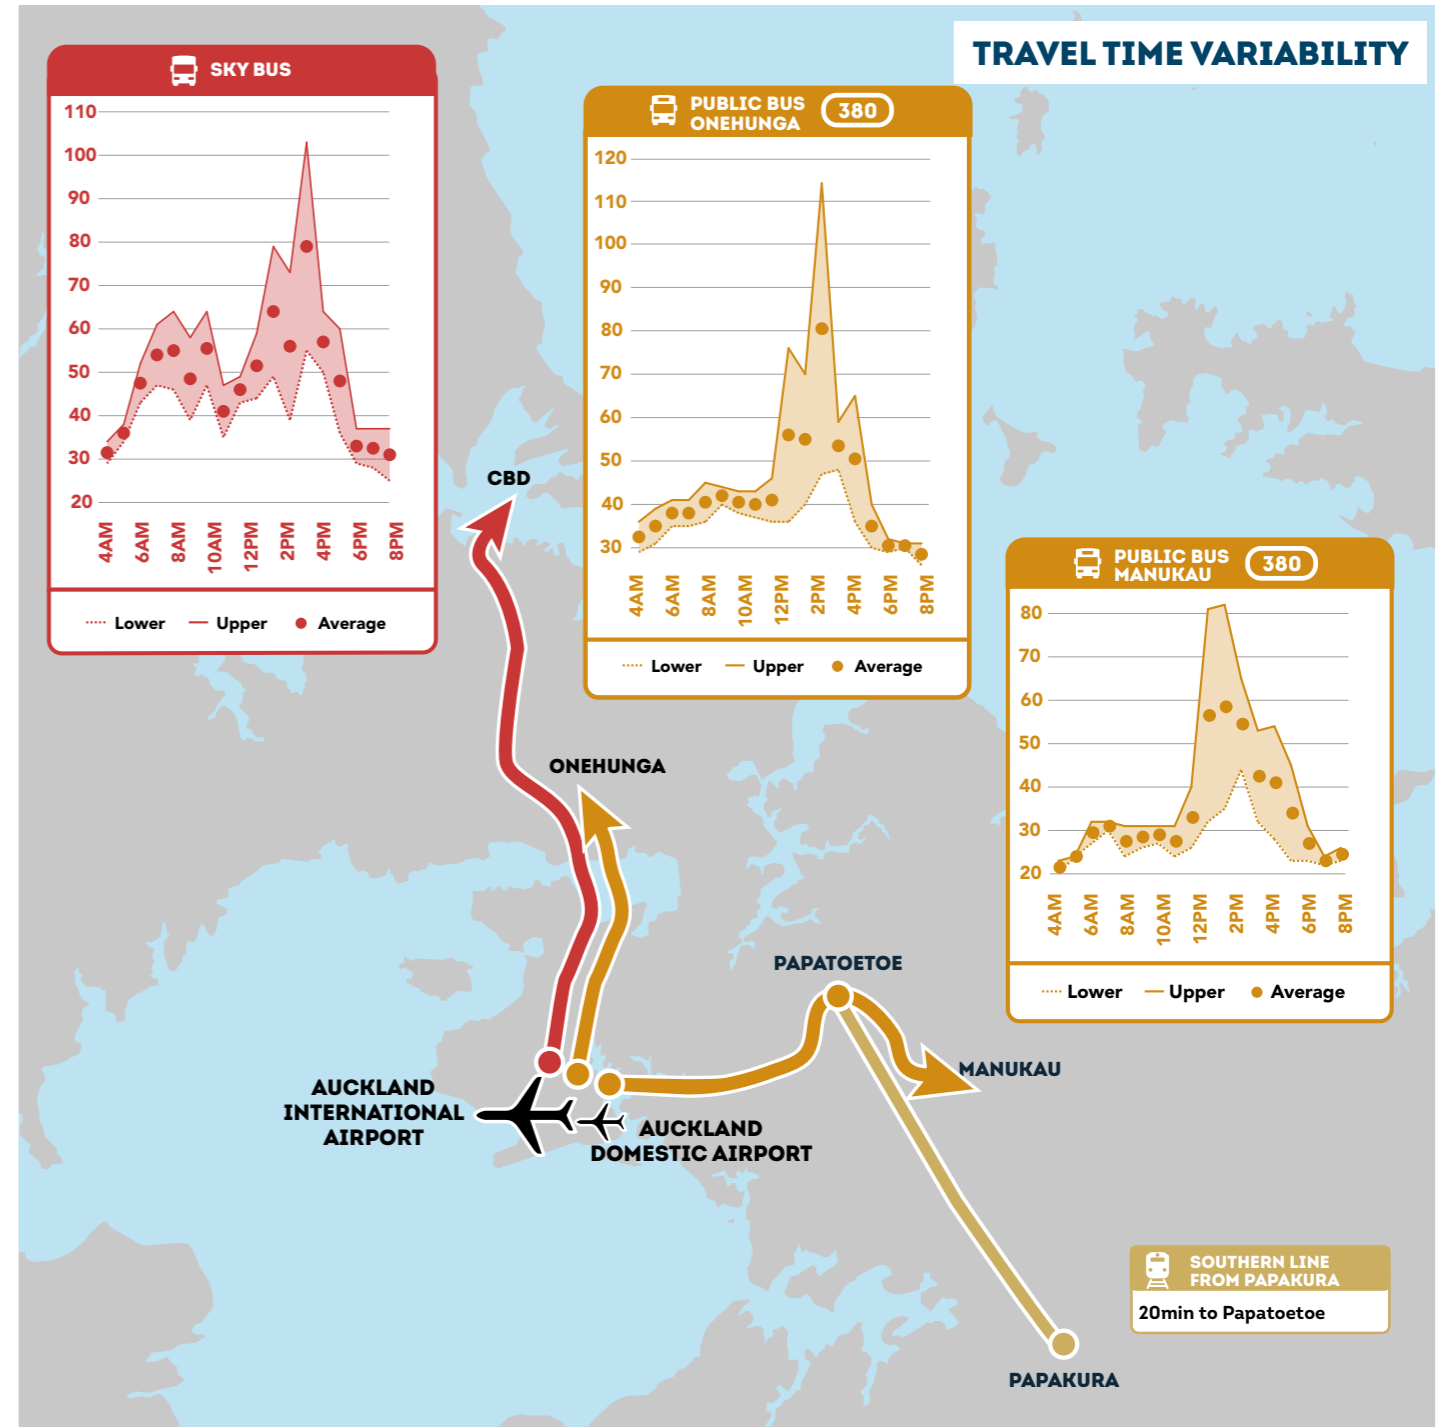 TRAVEL TIME VARIABILITY
SKY BUS
110
100
90
80
70
60
50
40
30
20
4AM 6AM 8AM 10AM 12PM 2PM 4PM 6PM 8PM
Lower Upper Average
PUBLIC BUS
ONEHUNGA
380
120
110
100
90
80
70
60
50
40
30
4AM 6AM 8AM 10AM 12PM 2PM 4PM 6PM 8PM
Lower Upper Average
PUBLIC BUS
MANUKAU
380
80
70
60
50
40
30
20
4AM 6AM 8AM 10AM 12PM 2PM 4PM 6PM 8PM
Lower Upper Average
CBD
ONEHUNGA
PAPATOETOE
MANUKAU
AUCKLAND
INTERNATIONAL
AIRPORT
AUCKLAND
DOMESTIC AIRPORT
SOUTHERN LINE
FROM PAPAKURA
20min to Papatoetoe
PAPAKURA